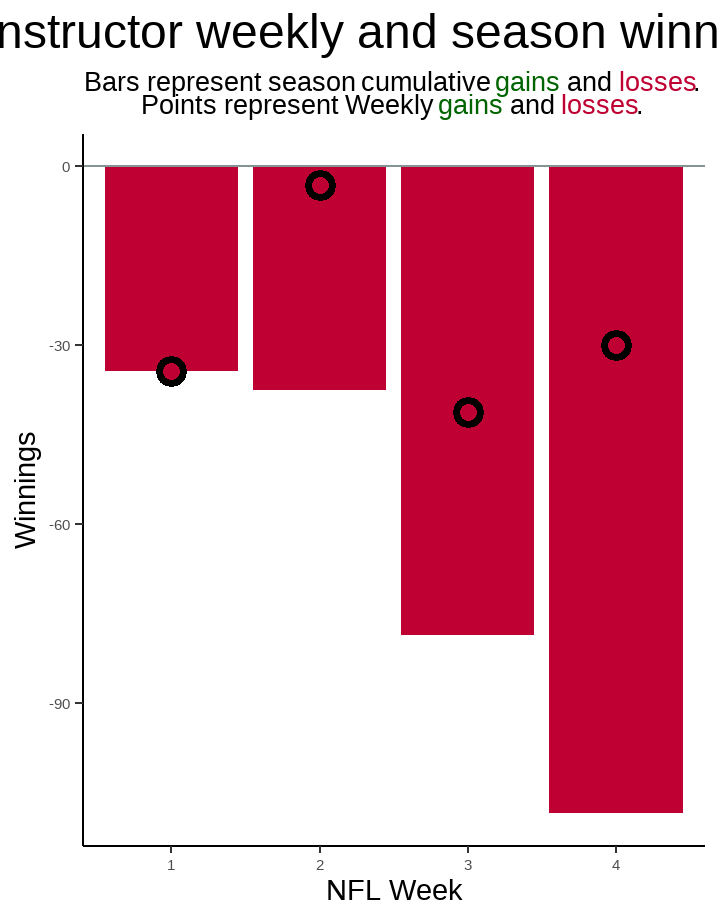 nstructor weekly and season winn
Bars represent season cumulative gains and losses.
Points represent Weekly gains and losses.
0
-30
-60
-90
Winnings
1 2 3 4
NFL Week